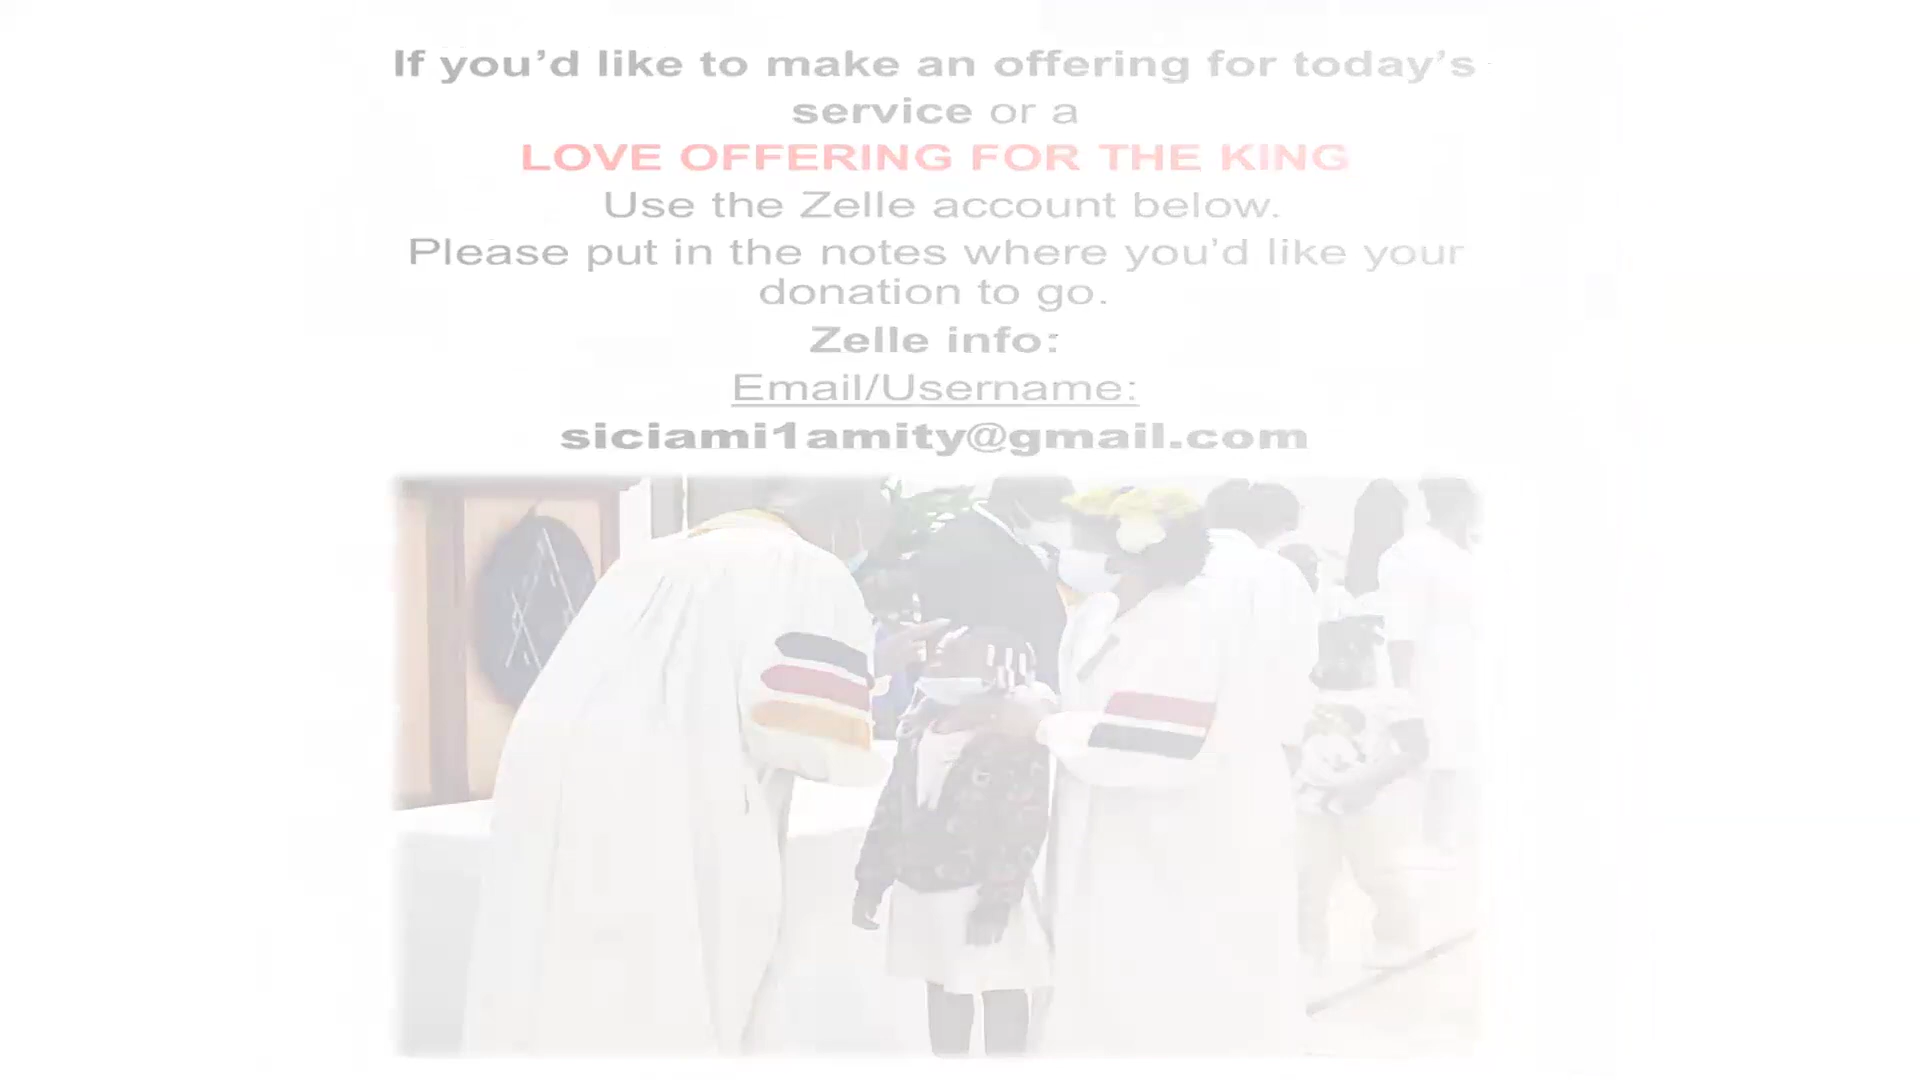 If you’d like to make an offering for today’s
service or a
LOVE OFFERING FOR THE KING
Use the Zelle account below.
Please put in the notes where you’d like your
donation to go.
Zelle info:
Email/Username:
siciami1amity@gmail.com